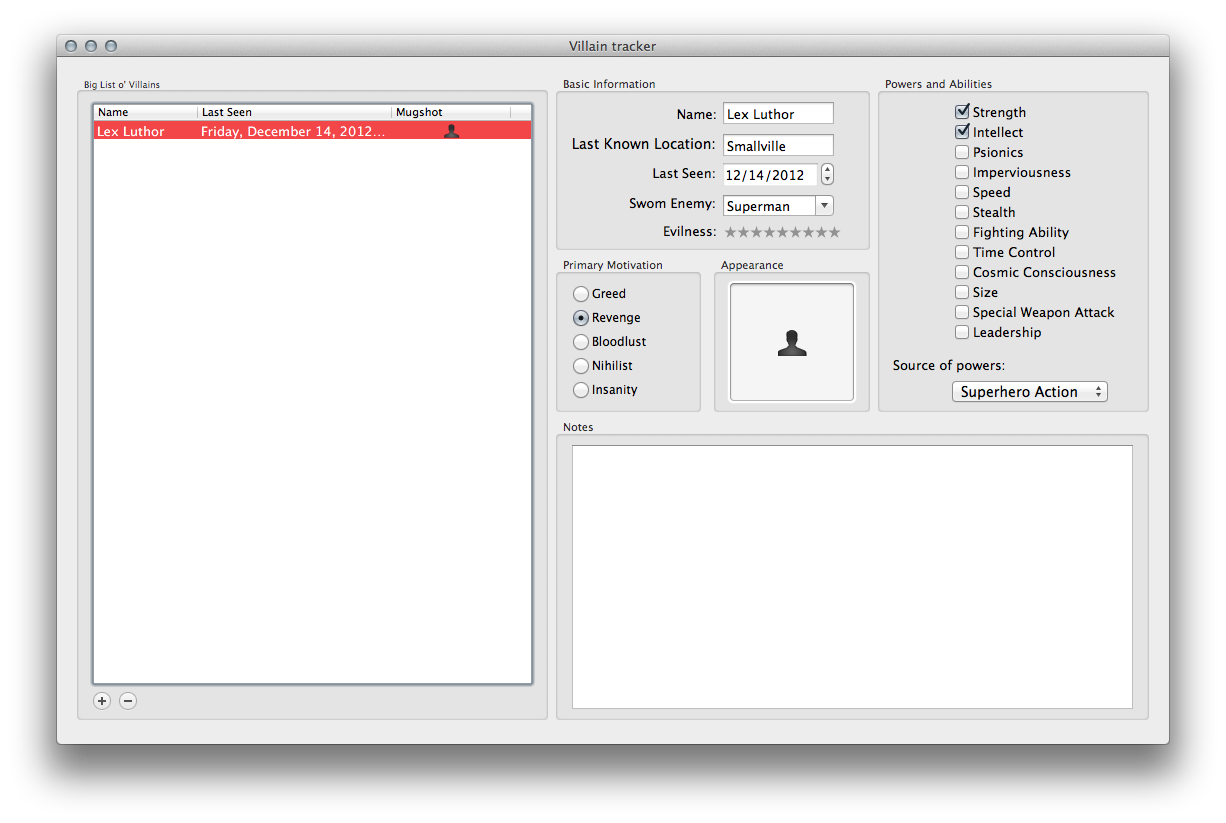 Villain tracker
Big List o' Villains
Name Last Seen Mugshot
Lex Luthor Friday, December 14, 2012...
Basic Information
Name: Lex Luthor
Last Known Location: Smallville
Last Seen: 12/14/2012
Swom Enemy: Superman
Evilness:
Primary Motivation
Greed
Revenge
Bloodlust
Nihilist
Insanity
Appearance
Powers and Abilities
Strength
Intellect
Psionics
Imperviousness
Speed
Stealth
Fighting Ability
Time Control
Cosmic Consciousness
Size
Special Weapon Attack
Leadership
Source of powers:
Superhero Action
Notes